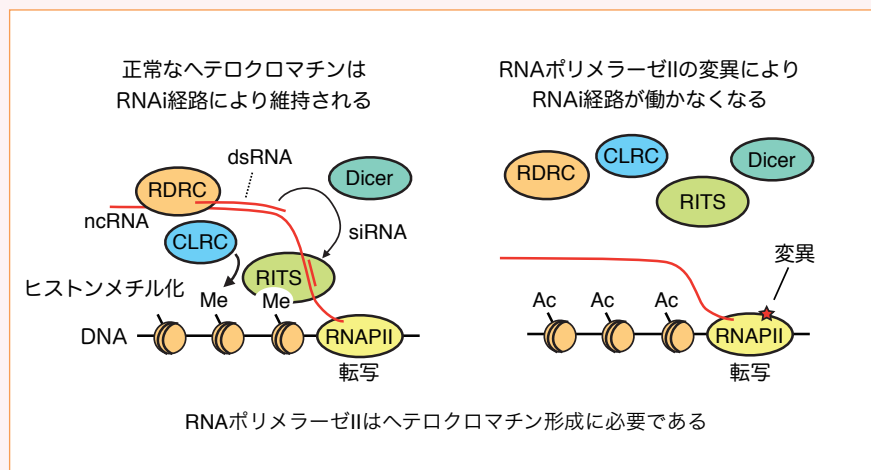 正常なヘテロクロマチンは
RNAi経路により維持される
dsRNA
Dicer
RDRC
ncRNA
siRNA
CLRC
RITS
ヒストンメチル化
Me
Me
DNA
RNAPII
転写
RNAポリメラーゼIIの変異により
RNAi経路が働かなくなる
CLRC
Dicer
RDRC
RITS
変異
Ac
Ac
Ac
RNAPII
転写
RNAポリメラーゼIIはヘテロクロマチン形成に必要である